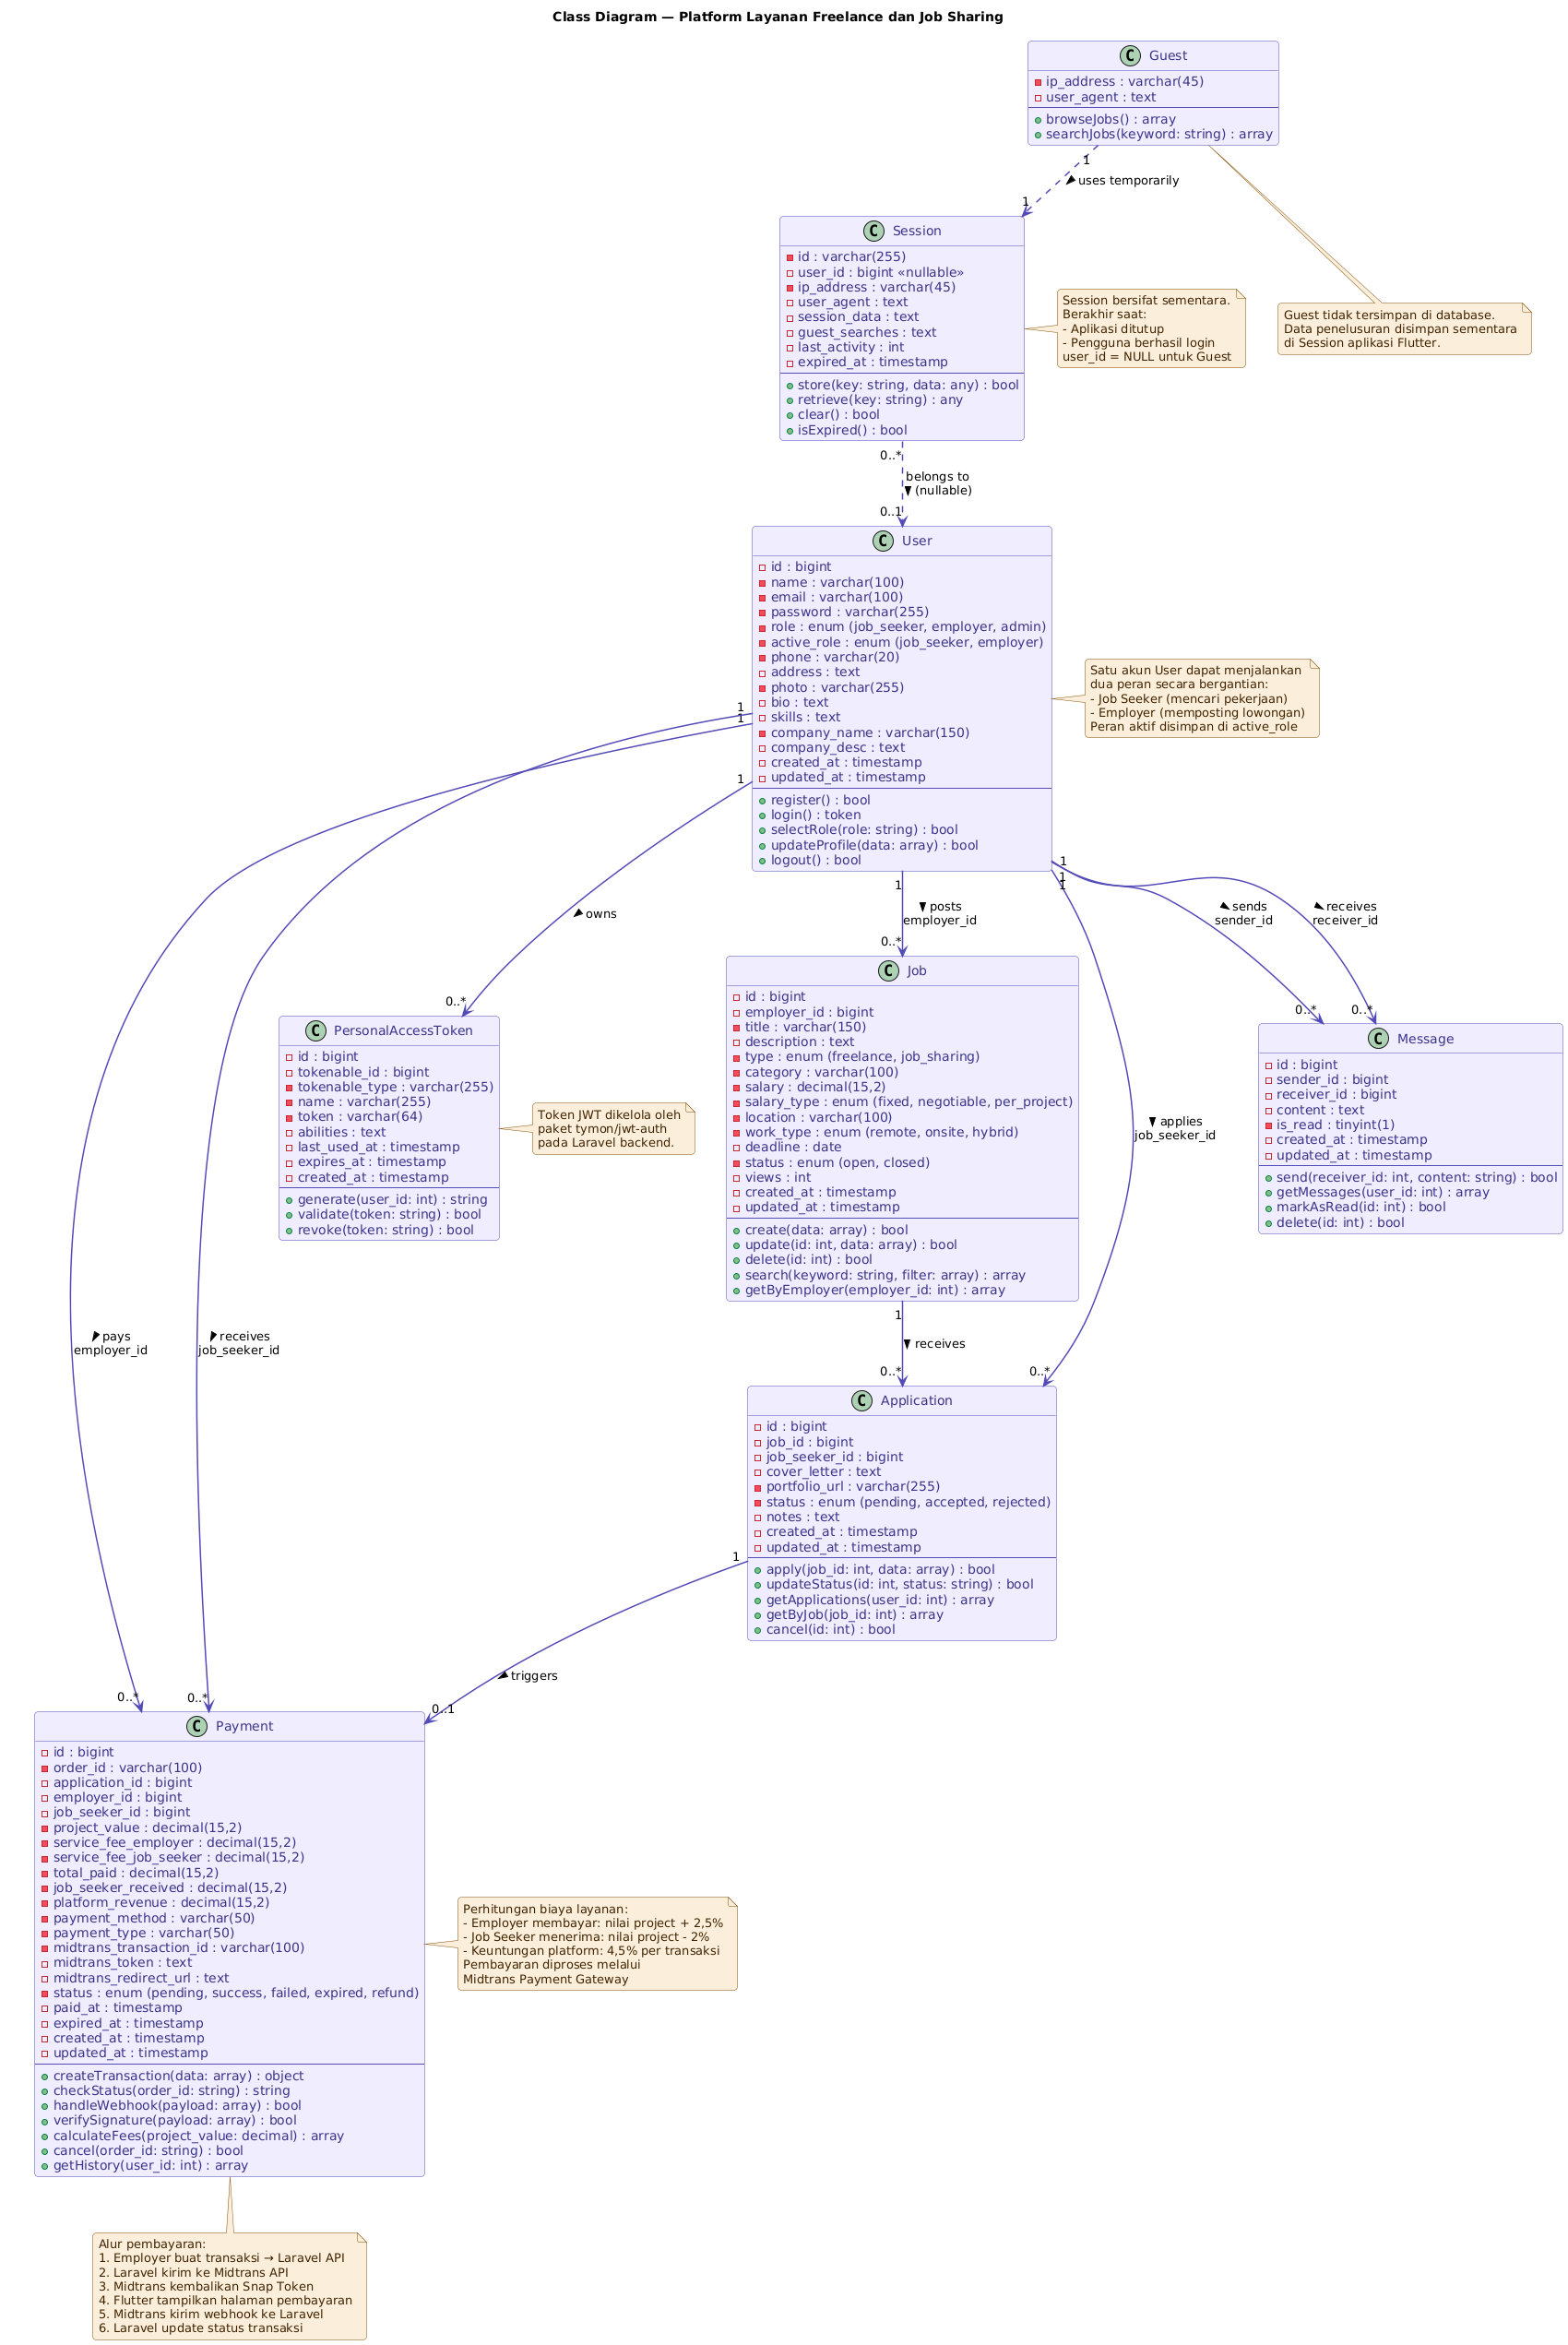 Class Diagram — Platform Layanan Freelance dan Job Sharing
C Guest
ip_address : varchar(45)
user_agent : text
browseJobs() : array
searchJobs(keyword: string) : array
1
uses temporarily
1
C Session
id : varchar(255)
user_id : bigint «nullable»
ip_address : varchar(45)
user_agent : text
session_data : text
guest_searches : text
last_activity : int
expired_at : timestamp
store(key: string, data: any) : bool
retrieve(key: string) : any
clear() : bool
isExpired() : bool
Session bersifat sementara.
Berakhir saat:
- Aplikasi ditutup
- Pengguna berhasil login
user_id = NULL untuk Guest
Guest tidak tersimpan di database.
Data penelusuran disimpan sementara
di Session aplikasi Flutter.
0..*
belongs to
(nullable)
0..1
C User
id : bigint
name : varchar(100)
email : varchar(100)
password : varchar(255)
role : enum (job_seeker, employer, admin)
active_role : enum (job_seeker, employer)
phone : varchar(20)
address : text
photo : varchar(255)
bio : text
skills : text
company_name : varchar(150)
company_desc : text
created_at : timestamp
updated_at : timestamp
register() : bool
login() : token
selectRole(role: string) : bool
updateProfile(data: array) : bool
logout() : bool
Satu akun User dapat menjalankan
dua peran secara bergantian:
- Job Seeker (mencari pekerjaan)
- Employer (memposting lowongan)
Peran aktif disimpan di active_role
1
1
1
1
1
1
1
owns
posts
employer_id
sends
sender_id
receives
receiver_id
0..*
0..*
0..*
0..*
C PersonalAccessToken
id : bigint
tokenable_id : bigint
tokenable_type : varchar(255)
name : varchar(255)
token : varchar(64)
abilities : text
last_used_at : timestamp
expires_at : timestamp
created_at : timestamp
generate(user_id: int) : string
validate(token: string) : bool
revoke(token: string) : bool
Token JWT dikelola oleh
paket tymon/jwt-auth
pada Laravel backend.
C Job
id : bigint
employer_id : bigint
title : varchar(150)
description : text
type : enum (freelance, job_sharing)
category : varchar(100)
salary : decimal(15,2)
salary_type : enum (fixed, negotiable, per_project)
location : varchar(100)
work_type : enum (remote, onsite, hybrid)
deadline : date
status : enum (open, closed)
views : int
created_at : timestamp
updated_at : timestamp
create(data: array) : bool
update(id: int, data: array) : bool
delete(id: int) : bool
search(keyword: string, filter: array) : array
getByEmployer(employer_id: int) : array
applies
job_seeker_id
C Message
id : bigint
sender_id : bigint
receiver_id : bigint
content : text
is_read : tinyint(1)
created_at : timestamp
updated_at : timestamp
send(receiver_id: int, content: string) : bool
getMessages(user_id: int) : array
markAsRead(id: int) : bool
delete(id: int) : bool
pays
employer_id
receives
job_seeker_id
1
receives
0..*
0..*
C Application
id : bigint
job_id : bigint
job_seeker_id : bigint
cover_letter : text
portfolio_url : varchar(255)
status : enum (pending, accepted, rejected)
notes : text
created_at : timestamp
updated_at : timestamp
apply(job_id: int, data: array) : bool
updateStatus(id: int, status: string) : bool
getApplications(user_id: int) : array
getByJob(job_id: int) : array
cancel(id: int) : bool
1
triggers
0..*
0..*
0..1
C Payment
id : bigint
order_id : varchar(100)
application_id : bigint
employer_id : bigint
job_seeker_id : bigint
project_value : decimal(15,2)
service_fee_employer : decimal(15,2)
service_fee_job_seeker : decimal(15,2)
total_paid : decimal(15,2)
job_seeker_received : decimal(15,2)
platform_revenue : decimal(15,2)
payment_method : varchar(50)
payment_type : varchar(50)
midtrans_transaction_id : varchar(100)
midtrans_token : text
midtrans_redirect_url : text
status : enum (pending, success, failed, expired, refund)
paid_at : timestamp
expired_at : timestamp
created_at : timestamp
updated_at : timestamp
createTransaction(data: array) : object
checkStatus(order_id: string) : string
handleWebhook(payload: array) : bool
verifySignature(payload: array) : bool
calculateFees(project_value: decimal) : array
cancel(order_id: string) : bool
getHistory(user_id: int) : array
Perhitungan biaya layanan:
- Employer membayar: nilai project + 2,5%
- Job Seeker menerima: nilai project - 2%
- Keuntungan platform: 4,5% per transaksi
Pembayaran diproses melalui
Midtrans Payment Gateway
Alur pembayaran:
1. Employer buat transaksi → Laravel API
2. Laravel kirim ke Midtrans API
3. Midtrans kembalikan Snap Token
4. Flutter tampilkan halaman pembayaran
5. Midtrans kirim webhook ke Laravel
6. Laravel update status transaksi